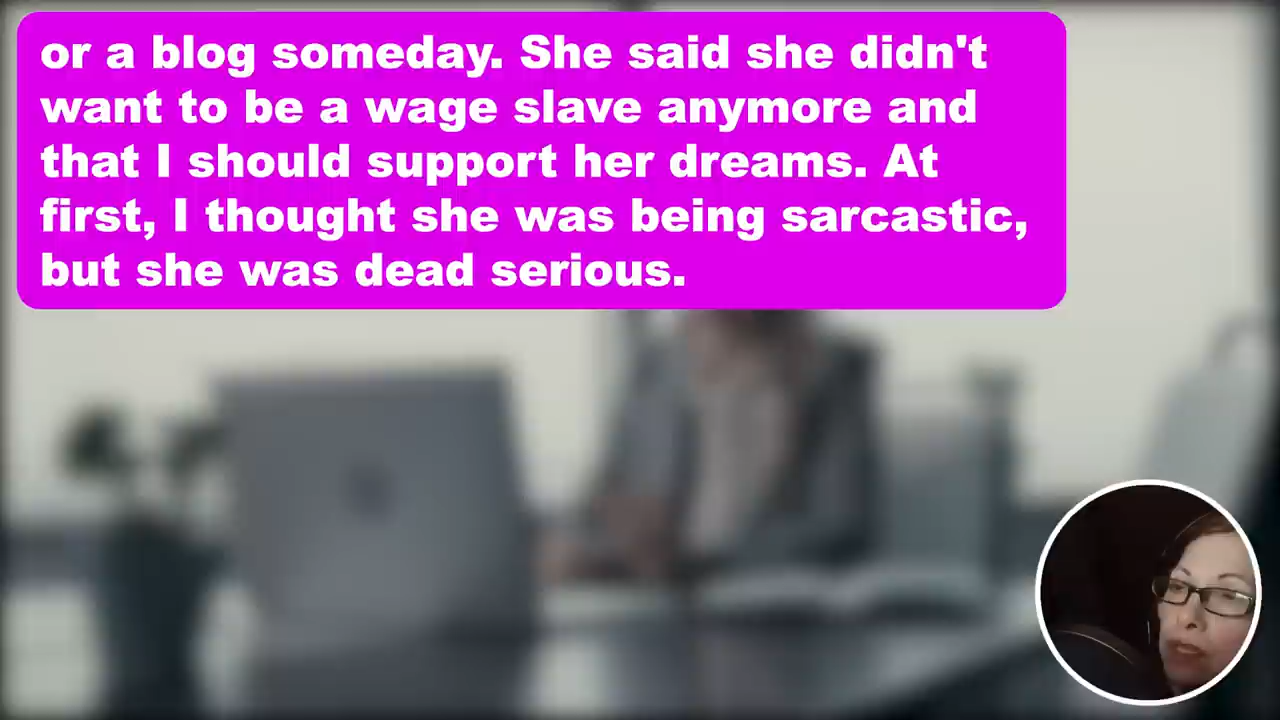 or a blog someday. She said she didn't
want to be a wage slave anymore and
that I should support her dreams. At
first, I thought she was being sarcastic,
but she was dead serious.